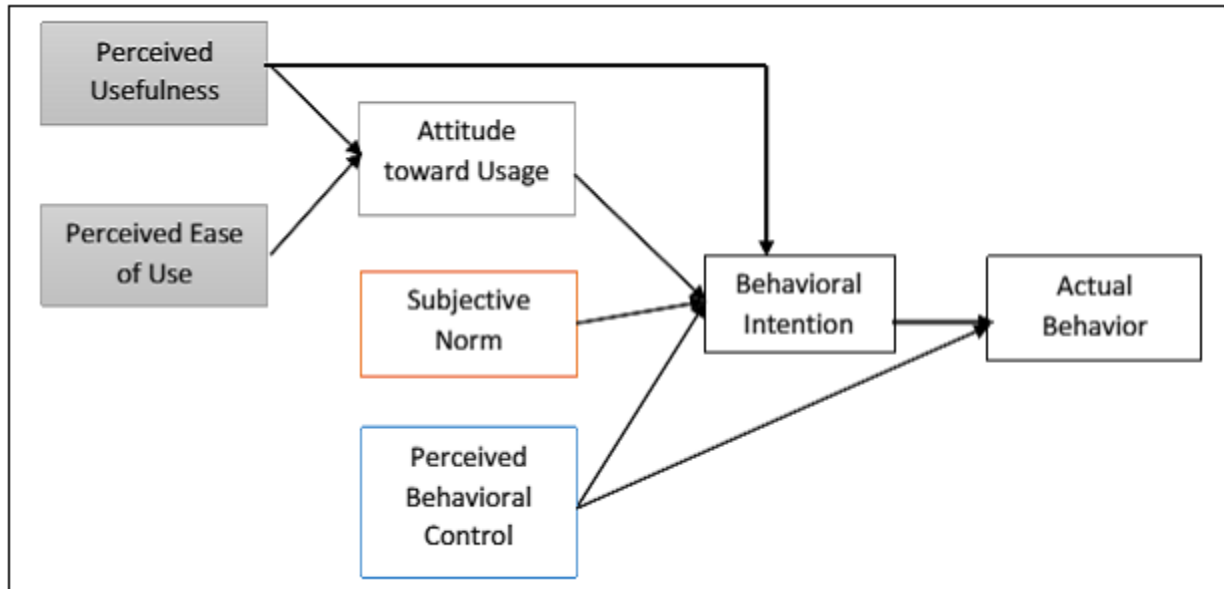 Perceived
Usefulness
Attitude
toward Usage
Perceived Ease
of Use
Subjective
Norm
Behavioral
Intention
Actual
Behavior
Perceived
Behavioral
Control